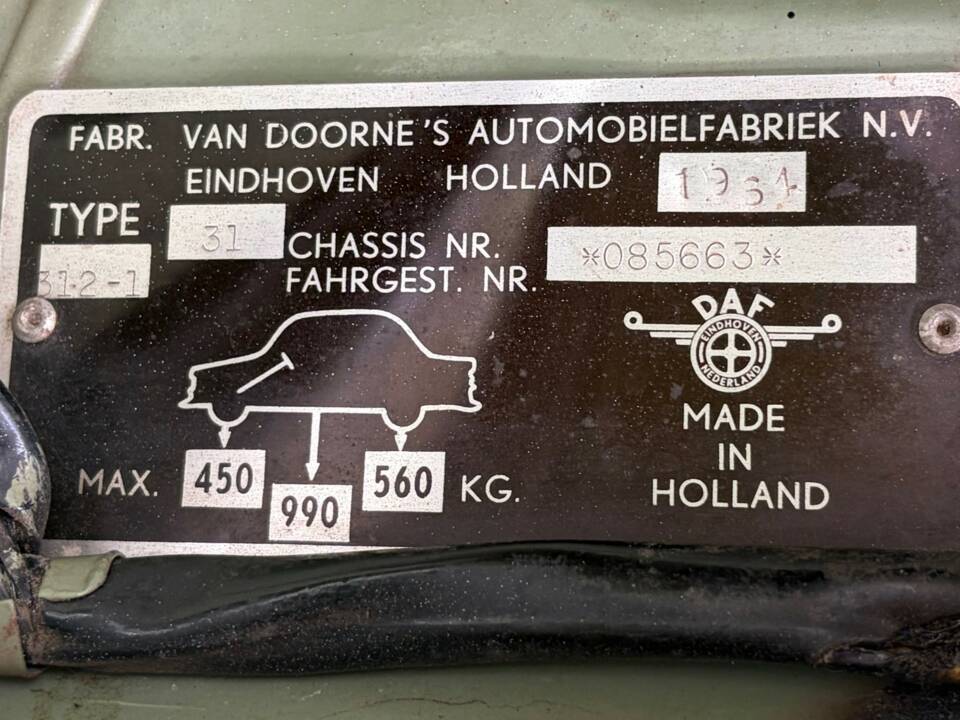 FABR. VAN DOORNE'S AUTOMOBIELFABRIEK N.V.
EINDHOVEN HOLLAND
TYPE 31
312-1
CHASSIS NR. *085663*
FAHRGEST. NR.
DAF
EINDHOVEN
NEDERLAND
MADE
IN
HOLLAND
MAX. 450 990 560 KG.